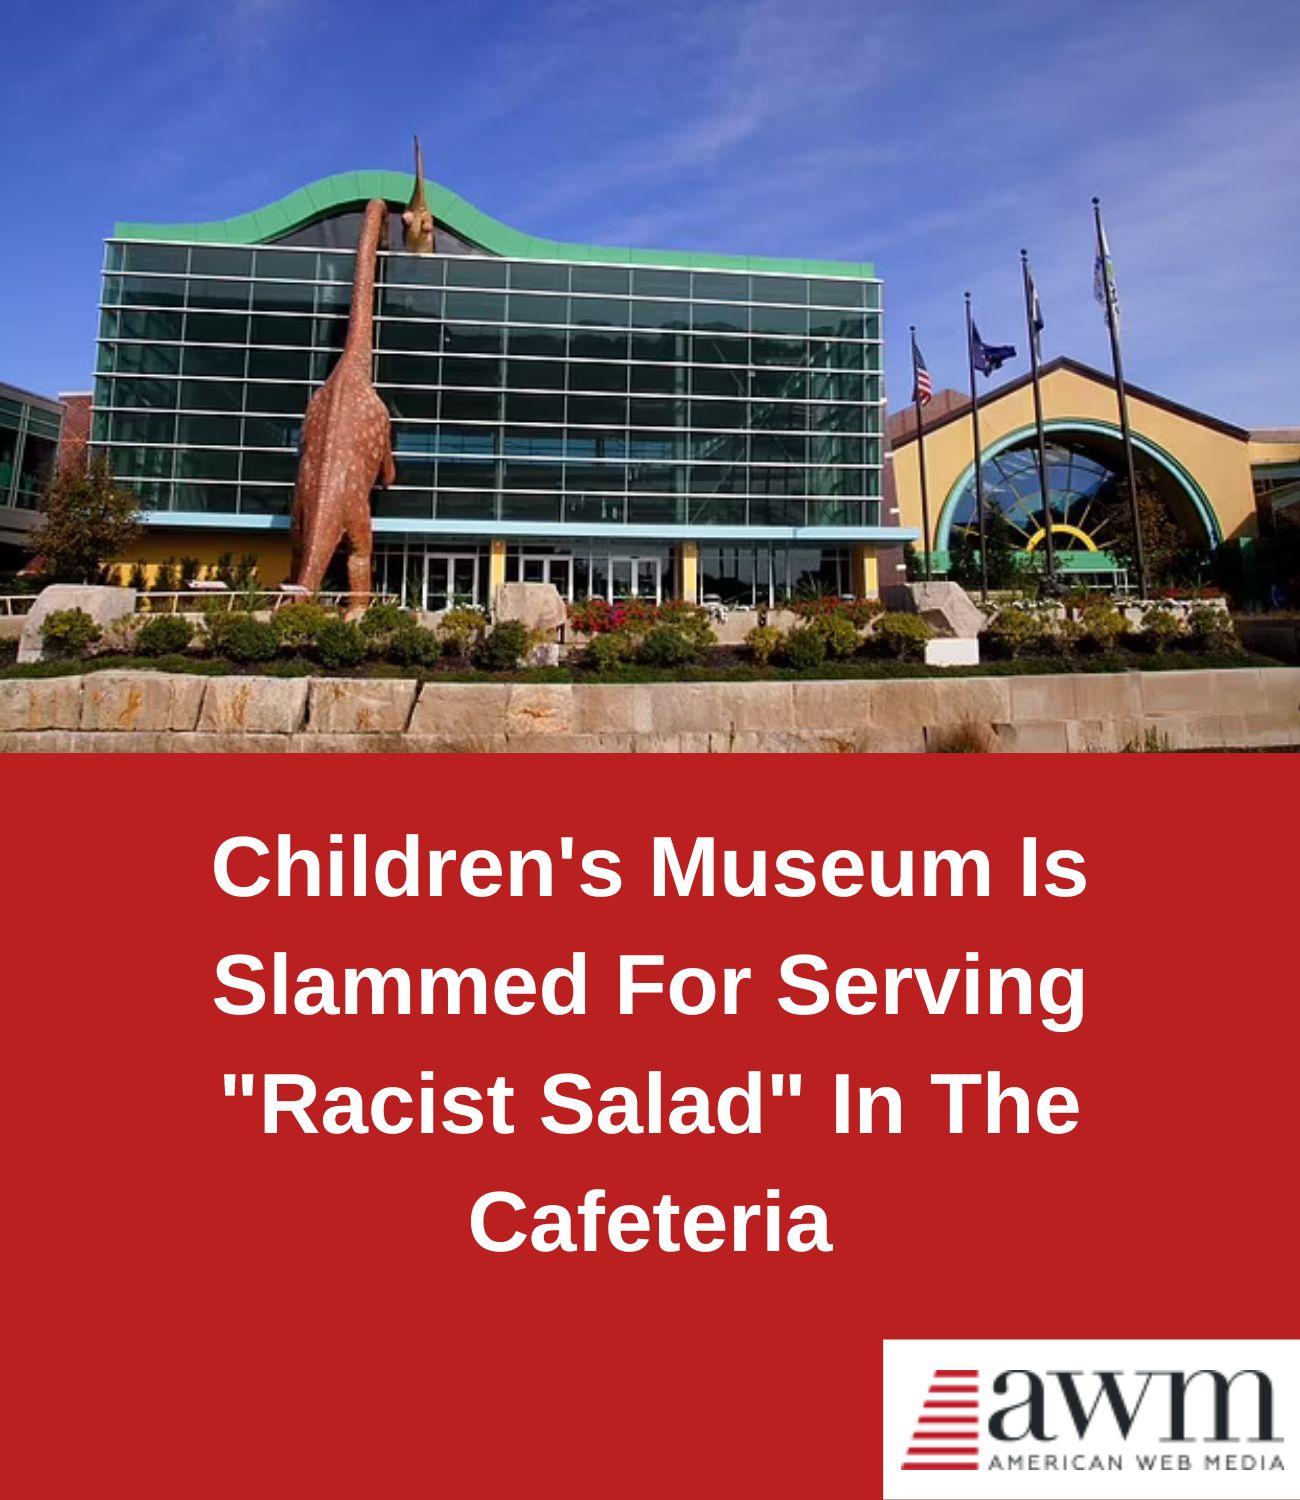 Children's Museum Is
Slammed For Serving
"Racist Salad" In The
Cafeteria
awm
AMERICAN WEB MEDIA